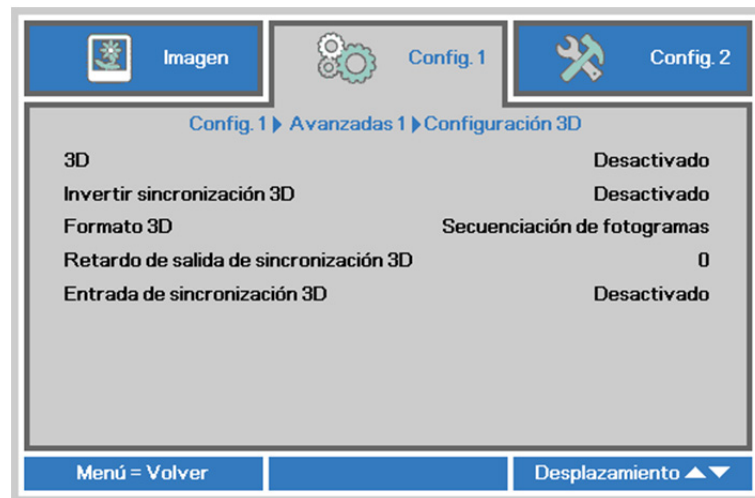 Imagen Config. 1 Config. 2
Config. 1 Avanzadas 1 Configuración 3D
3D Desactivado
Invertir sincronización 3D Desactivado
Formato 3D Secuenciación de fotogramas
Retardo de salida de sincronización 3D 0
Entrada de sincronización 3D Desactivado
Menú = Volver Desplazamiento ▲▼